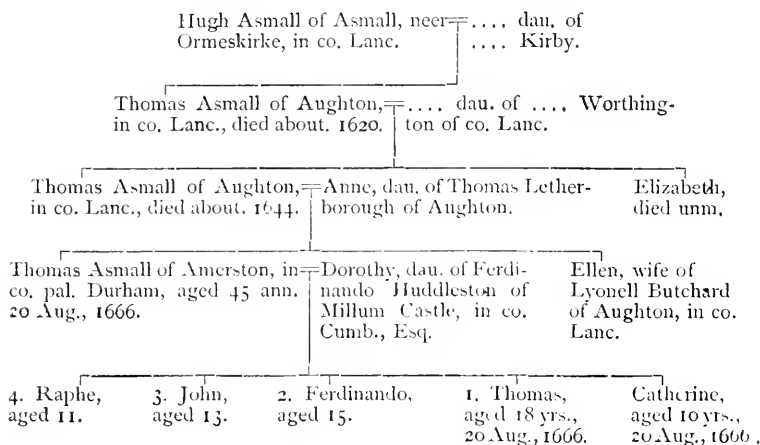 Hugh Asmall of Asmall, neer .... dau. of
Ormeskirke, in co. Lanc. .... Kirby.
Thomas Asmall of Aughton, .... dau. of .... Worthing-
in co. Lanc., died about. 1620. ton of co. Lanc.
Thomas Asmall of Aughton,
in co. Lanc., died about. 1644.
Anne, dau. of Thomas Lether-
borough of Aughton.
Elizabeth,
died unm.
Thomas Asmall of Amerston, in
co. pal. Durham, aged 45 ann.
20 Aug., 1666.
Dorothy, dau. of Ferdi-
nando Huddleston of
Millum Castle, in co.
Cumb., Esq.
Ellen, wife of
Lyonell Butchard
of Aughton, in co.
Lanc.
4. Raphe,
aged 11.
3. John,
aged 13.
2. Ferdinando,
aged 15.
1. Thomas,
aged 18 yrs.,
20 Aug., 1666.
Catherine,
aged 10 yrs.,
20 Aug., 1666.